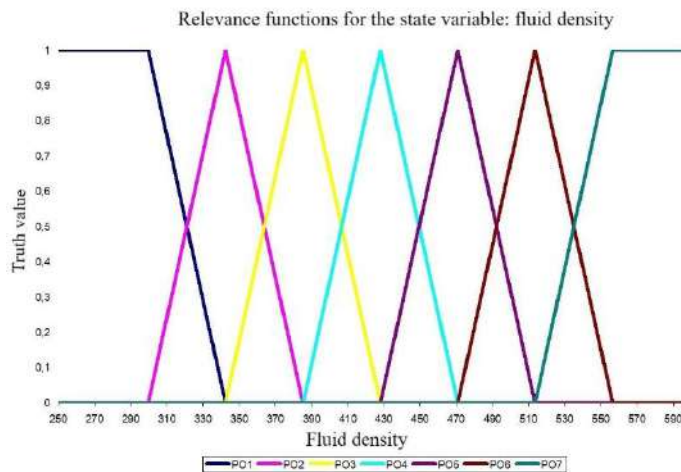 Relevance functions for the state variable: fluid density
Truth value
1
0,9
0,8
0,7
0,6
0,5
0,4
0,3
0,2
0,1
0
250 270 290 310 330 350 370 390 410 430 450 470 490 510 530 550 570 590
Fluid density
PO1 PO2 PO3 PO4 PO5 PO6 PO7